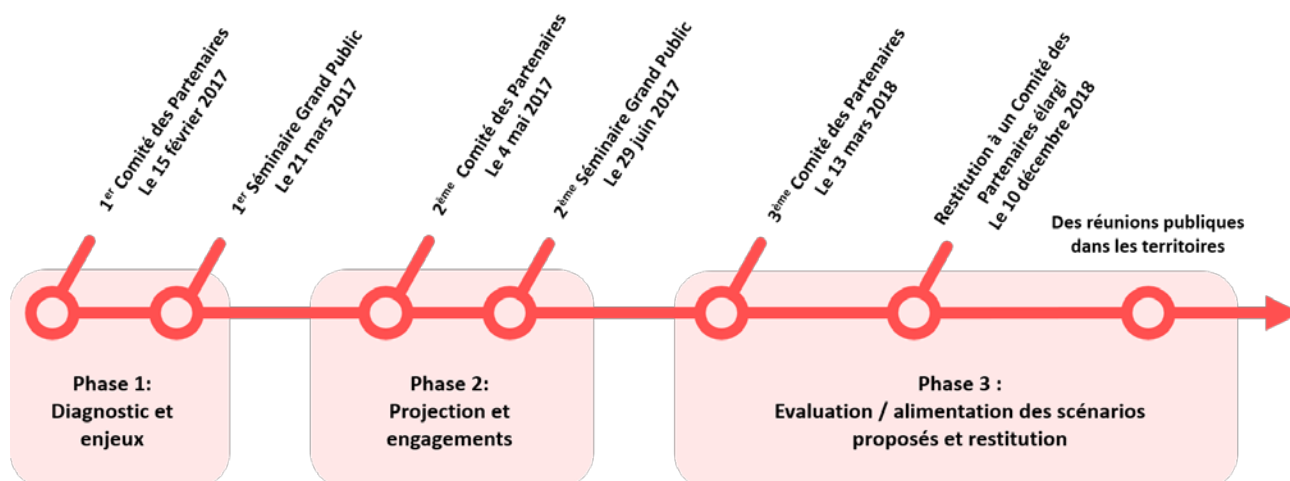 1er Comité des Partenaires
Le 15 février 2017
1er Séminaire Grand Public
Le 21 mars 2017
2ème Comité des Partenaires
Le 4 mai 2017
2ème Séminaire Grand Public
Le 29 juin 2017
3ème Comité des Partenaires
Le 13 mars 2018
Restitution à un Comité des
Partenaires élargi
Le 10 décembre 2018
Des réunions publiques
dans les territoires
Phase 1:
Diagnostic et
enjeux
Phase 2:
Projection et
engagements
Phase 3 :
Evaluation / alimentation des scénarios
proposés et restitution